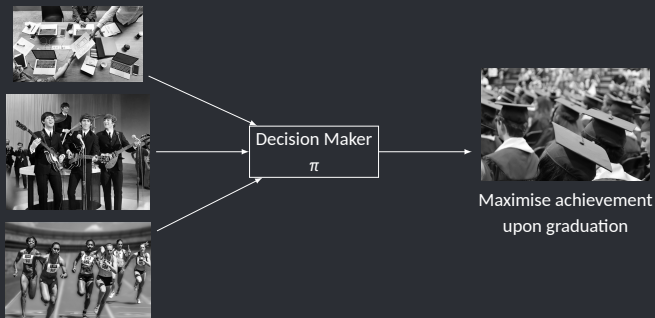 Decision Maker
π
Maximise achievement
upon graduation